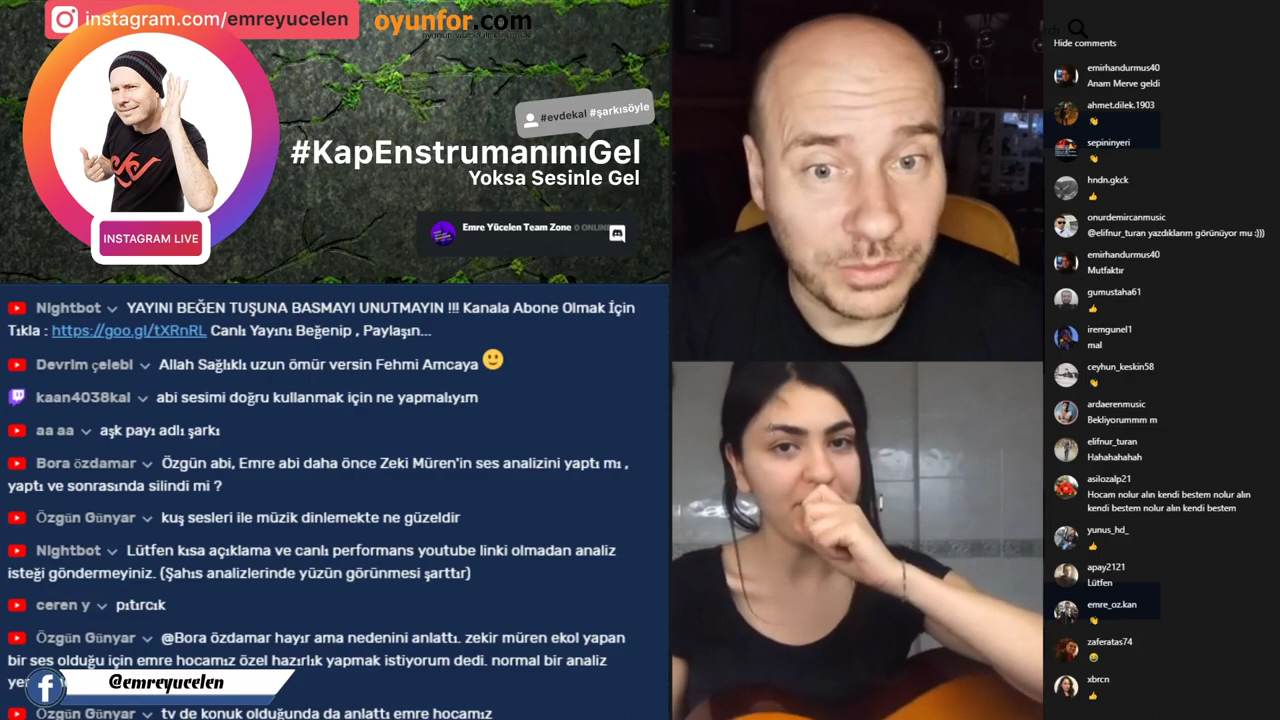 instagram.com/emreyucelen
oyunfor.com
#evdekal #şarkısöyle
#KapEnstrumanınıGel
Yoksa Sesinle Gel
Emre Yücelen Team Zone 0 ONLINE
INSTAGRAM LIVE
Nightbot YAYINI BEĞEN TUŞUNA BASMAYI UNUTMAYIN !!! Kanala Abone Olmak İçin
Tıkla : https://goo.gl/tXRnRL Canlı Yayını Beğenip , Paylaşın...
Devrim çelebi Allah Sağlıklı uzun ömür versin Fehmi Amcaya
kaan4038kal abi sesimi doğru kullanmak için ne yapmalıyım
aa aa aşk payı adlı şarkı
Bora özdamar Özgün abi, Emre abi daha önce Zeki Müren'in ses analizini yaptı mı ,
yaptı ve sonrasında silindi mi ?
Özgün Günyar kuş sesleri ile müzik dinlemekte ne güzeldir
Nightbot Lütfen kısa açıklama ve canlı performans youtube linki olmadan analiz
isteği göndermeyiniz. (Şahıs analizlerinde yüzün görünmesi şarttır)
ceren y pıtırcık
Özgün Günyar @Bora özdamar hayır ama nedenini anlattı. zekir müren ekol yapan
bir ses olduğu için emre hocamız özel hazırlık yapmak istiyorum dedi. normal bir analiz
@emreyucelen
Özgün Günyar tv de konuk olduğunda da anlattı emre hocamız
Hide comments
emirhandurmus40
Anam Merve geldi
ahmet.dilek.1903
sepininyeri
hndn.gkck
onurdemircanmusic
@elifnur_turan yazdıklarım görünüyor mu :)))
emirhandurmus40
Mutfaktır
gumustaha61
iremgunel1
mal
ceyhun_keskin58
ardaerenmusic
Bekliyorummm m
elifnur_turan
Hahahahahah
asilozalp21
Hocam nolur alın kendi bestem nolur alın
kendi bestem nolur alın kendi bestem
yunus_hd_
apay2121
Lütfen
emre_oz.kan
zaferatas74
xbrcn